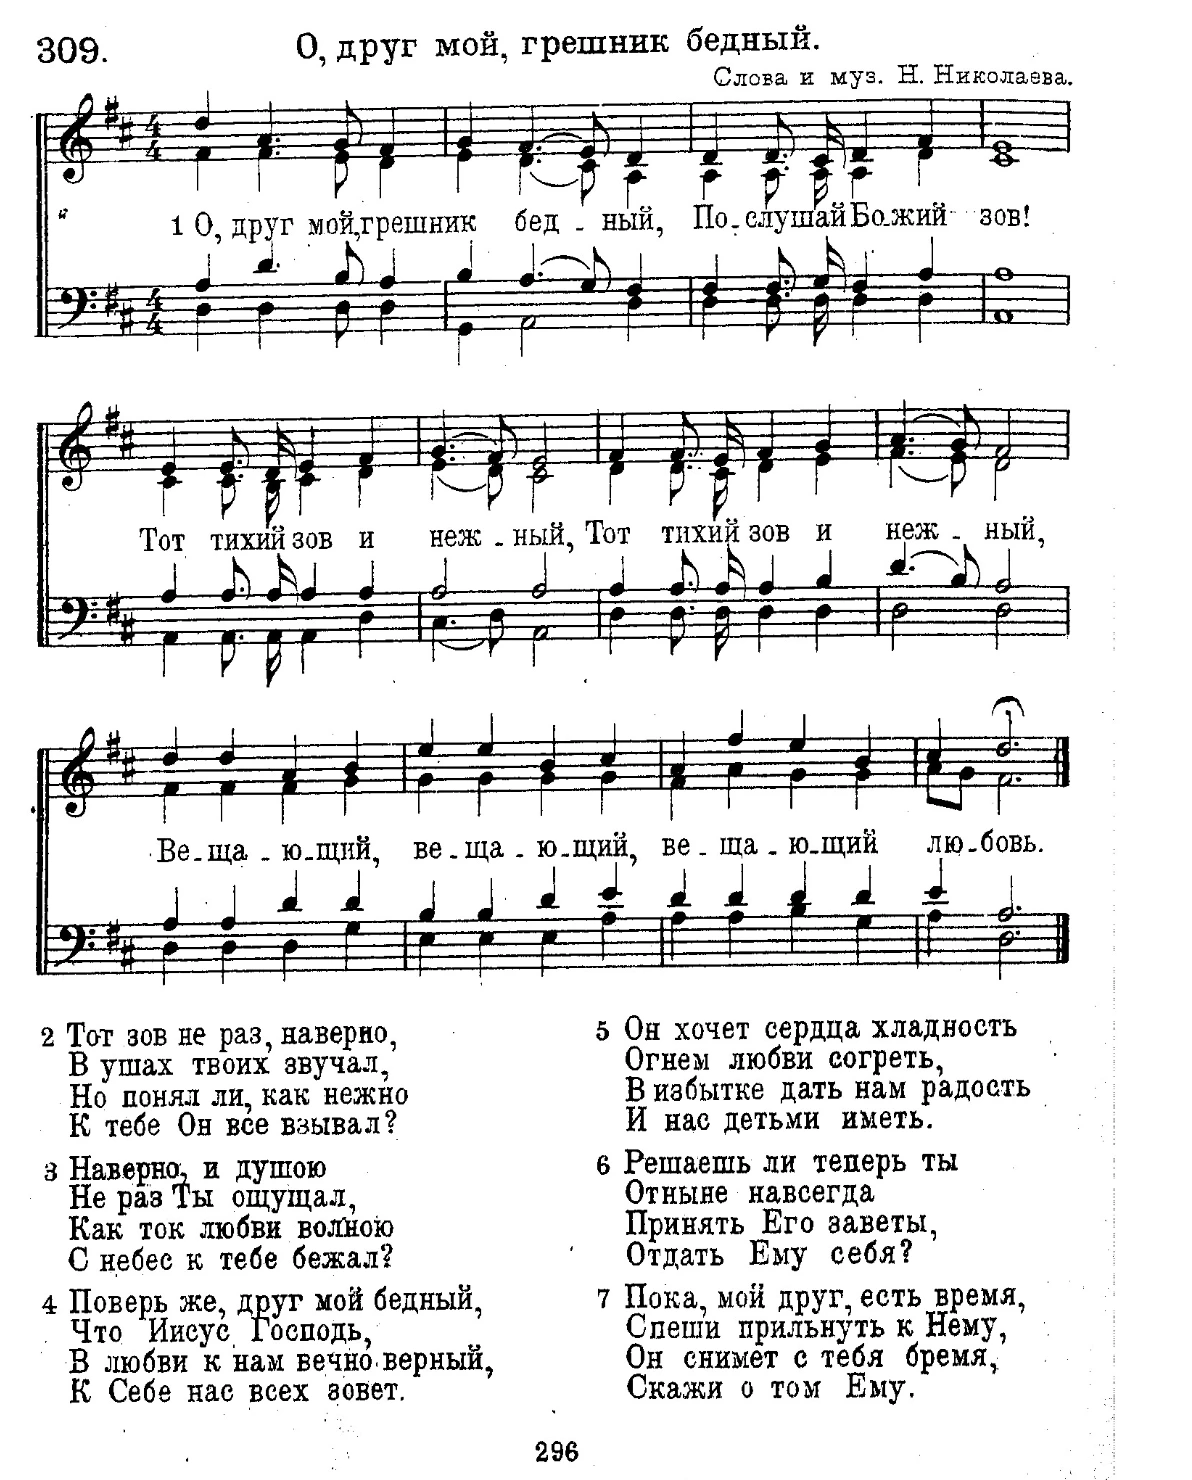 309.
О, друг мой, грешник бедный.
Слова и муз. Н. Николаева.
1 О, друг мой, грешник бед - ный, По-слушай Бо-жий зов!
Тот тихий зов и неж - ный, Тот тихий зов и неж - ный,
Ве-ща - ю-щий, ве-ща - ю-щий, ве-ща - ю-щий лю-бовь.
2 Тот зов не раз, наверно,
В ушах твоих звучал,
Но понял ли, как нежно
К тебе Он все взывал?
3 Наверно, и душою
Не раз Ты ощущал,
Как ток любви волною
С небес к тебе бежал?
4 Поверь же, друг мой бедный,
Что Иисус Господь,
В любви к нам вечно верный,
К Себе нас всех зовет.
5 Он хочет сердца хладность
Огнем любви согреть,
В избытке дать нам радость
И нас детьми иметь.
6 Решаешь ли теперь ты
Отныне навсегда
Принять Его заветы,
Отдать Ему себя?
7 Пока, мой друг, есть время,
Спеши прильнуть к Нему,
Он снимет с тебя бремя,
Скажи о том Ему.
296